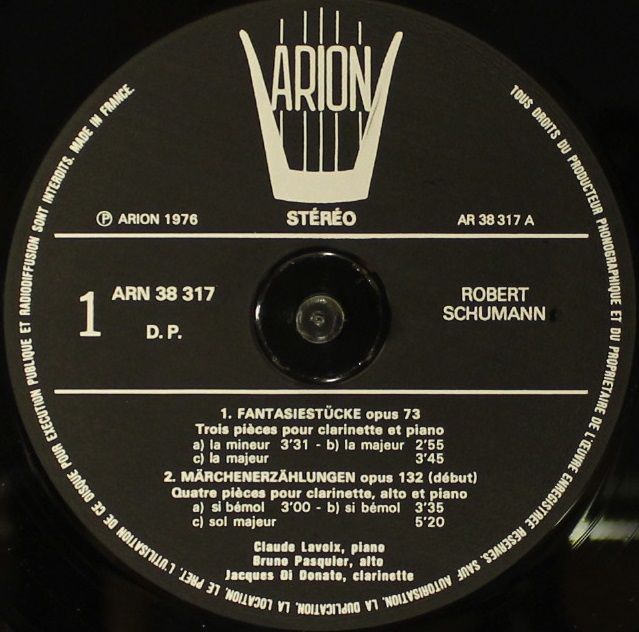 ARION
TOUS DROITS DU PRODUCTEUR PHONOGRAPHIQUE ET DU PROPRIETAIRE DE L'ŒUVRE ENREGISTREE RESERVES. SAUF AUTORISATION, LA DUPLICATION, LA LOCATION, LE PRET, L'UTILISATION DE CE DISQUE POUR EXECUTION PUBLIQUE ET RADIODIFFUSION SONT INTERDITS. MADE IN FRANCE.
Ⓟ ARION 1976
STÉRÉO
AR 38 317 A
1
ARN 38 317
D. P.
ROBERT
SCHUMANN
1. FANTASIESTÜCKE opus 73
Trois pièces pour clarinette et piano
a) la mineur 3'31 - b) la majeur 2'55
c) la majeur 3'45
2. MÄRCHENERZÄHLUNGEN opus 132 (début)
Quatre pièces pour clarinette, alto et piano
a) si bémol 3'00 - b) si bémol 3'35
c) sol majeur 5'20
Claude Lavoix, piano
Bruno Pasquier, alto
Jacques Di Donato, clarinette